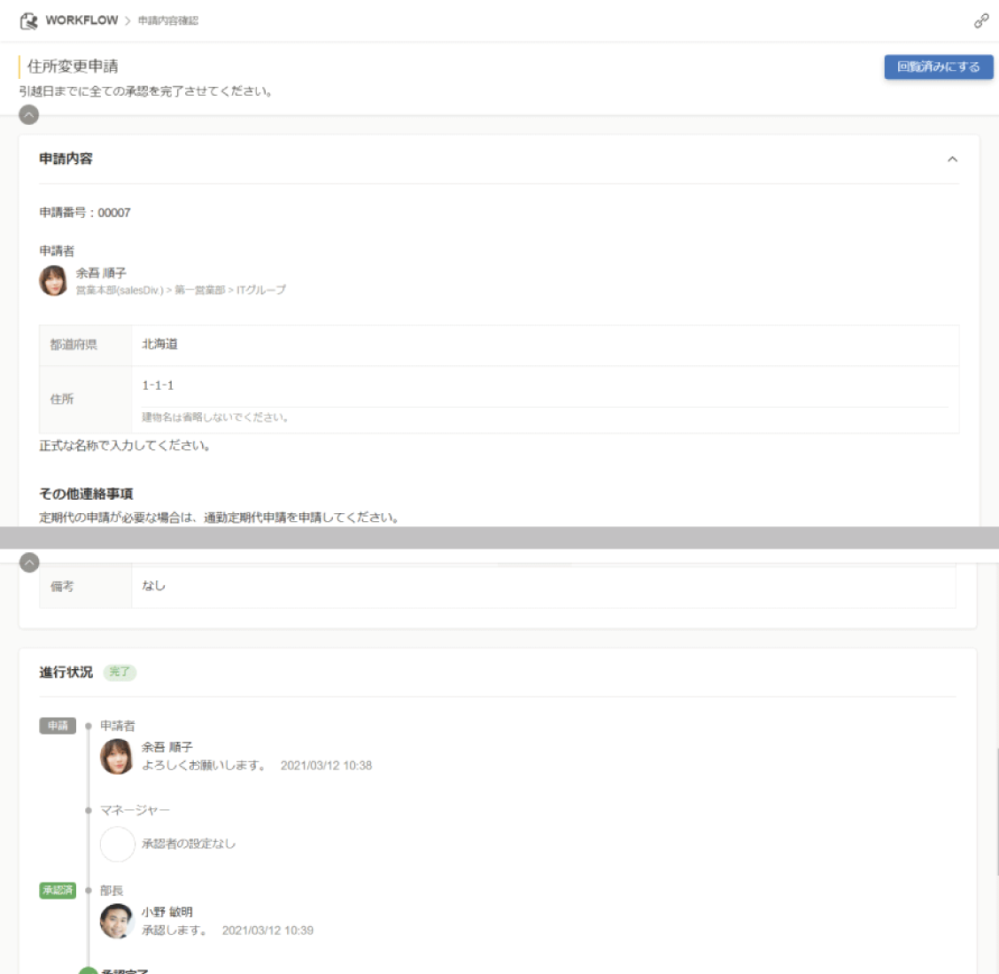 WORKFLOW > 申請内容確認
住所変更申請
回覧済みにする
引越日までに全ての承認を完了させてください。
申請内容
申請番号：00007
申請者
余吾 順子
営業本部(salesDiv.) > 第一営業部 > ITグループ
都道府県 北海道
住所 1-1-1
建物名は省略しないでください。
正式な名称で入力してください。
その他連絡事項
定期代の申請が必要な場合は、通勤定期代申請を申請してください。
備考 なし
進行状況 完了
申請 申請者
余吾 順子
よろしくお願いします。 2021/03/12 10:38
マネージャー
承認者の設定なし
承認済 部長
小野 敏明
承認します。 2021/03/12 10:39
承認完了